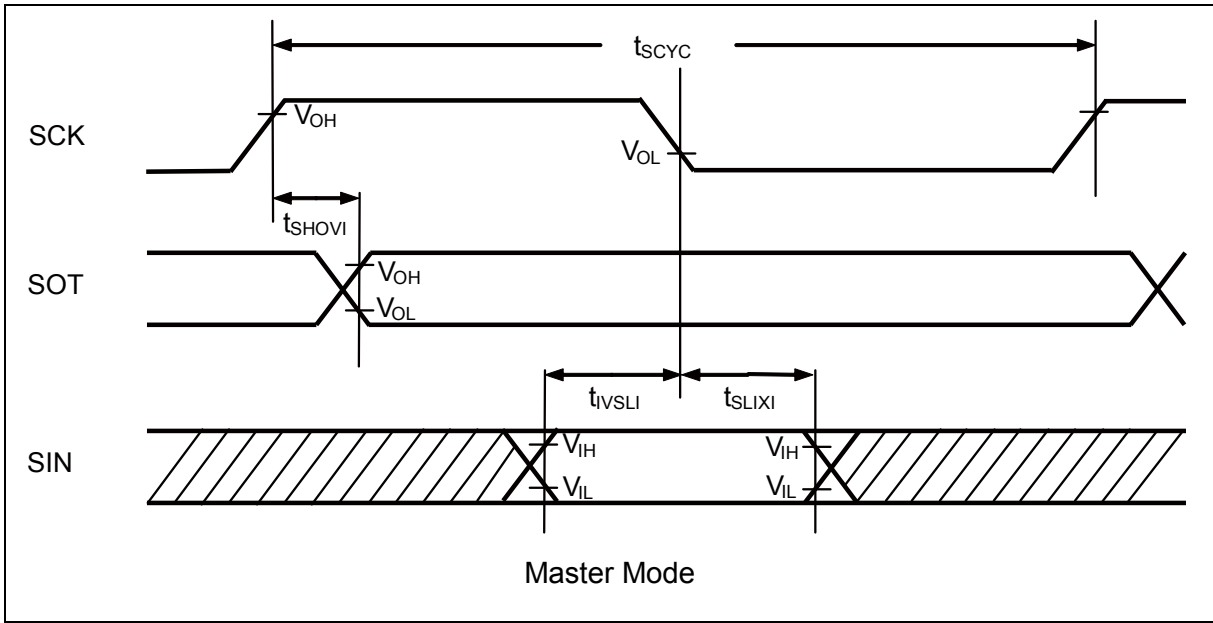 tSCYC
SCK
VOH
VOL
tSHOVI
SOT
VOH
VOL
tIVSLI
tSLIXI
SIN
VIH
VIH
VIL
VIL
Master Mode